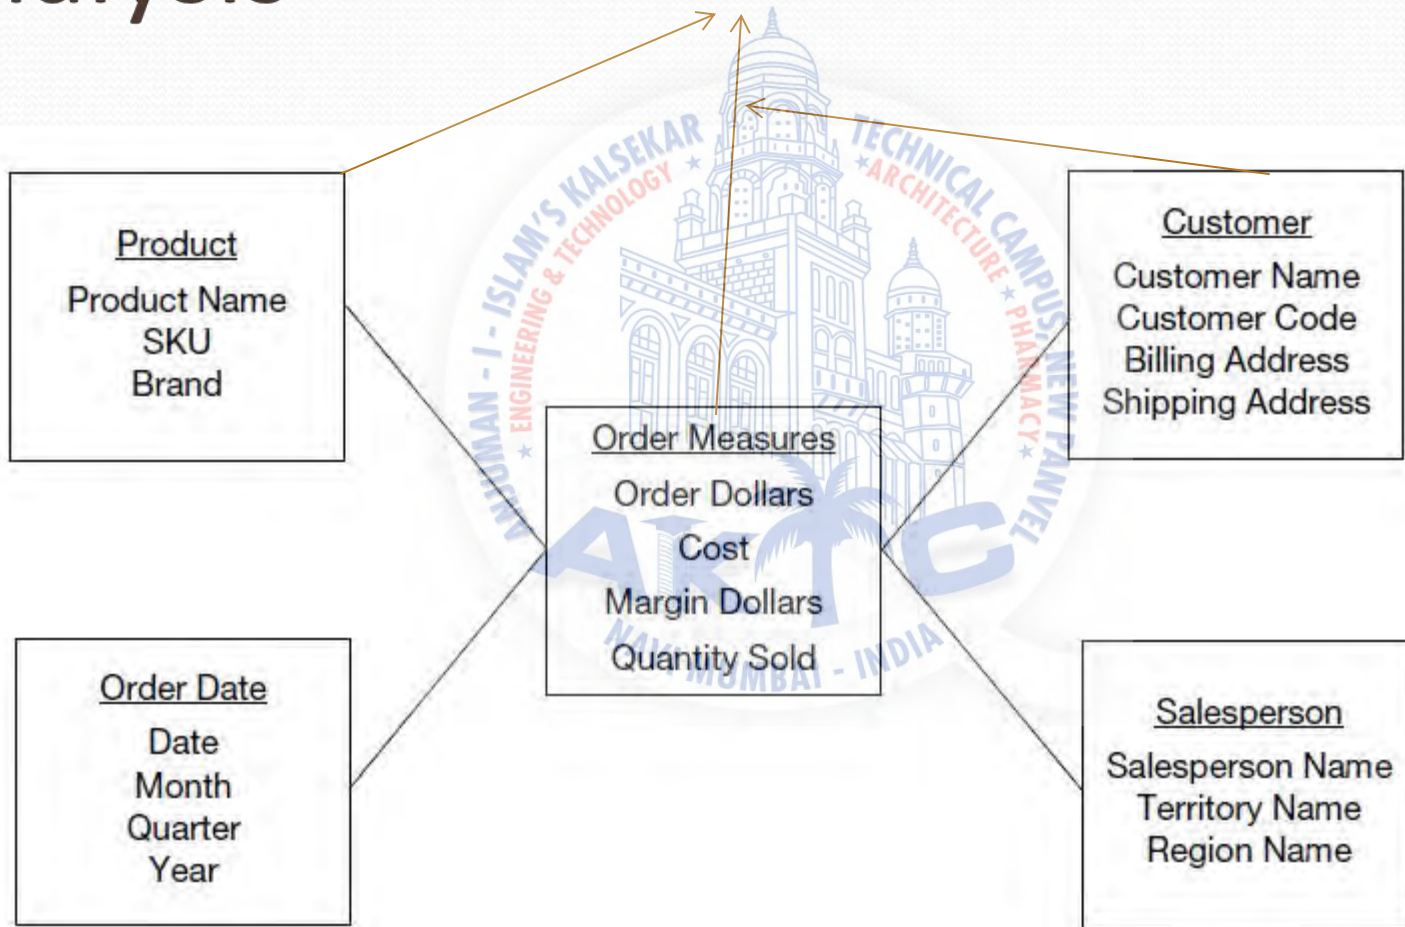 Product
Product Name
SKU
Brand
Customer
Customer Name
Customer Code
Billing Address
Shipping Address
Order Measures
Order Dollars
Cost
Margin Dollars
Quantity Sold
Order Date
Date
Month
Quarter
Year
Salesperson
Salesperson Name
Territory Name
Region Name
ANJUMAN - I - ISLAM'S KALSEKAR TECHNICAL CAMPUS, NEW PANVEL
ENGINEERING & TECHNOLOGY ★ ★ ARCHITECTURE ★ PHARMACY ★
AKTC
NAVI MUMBAI - INDIA